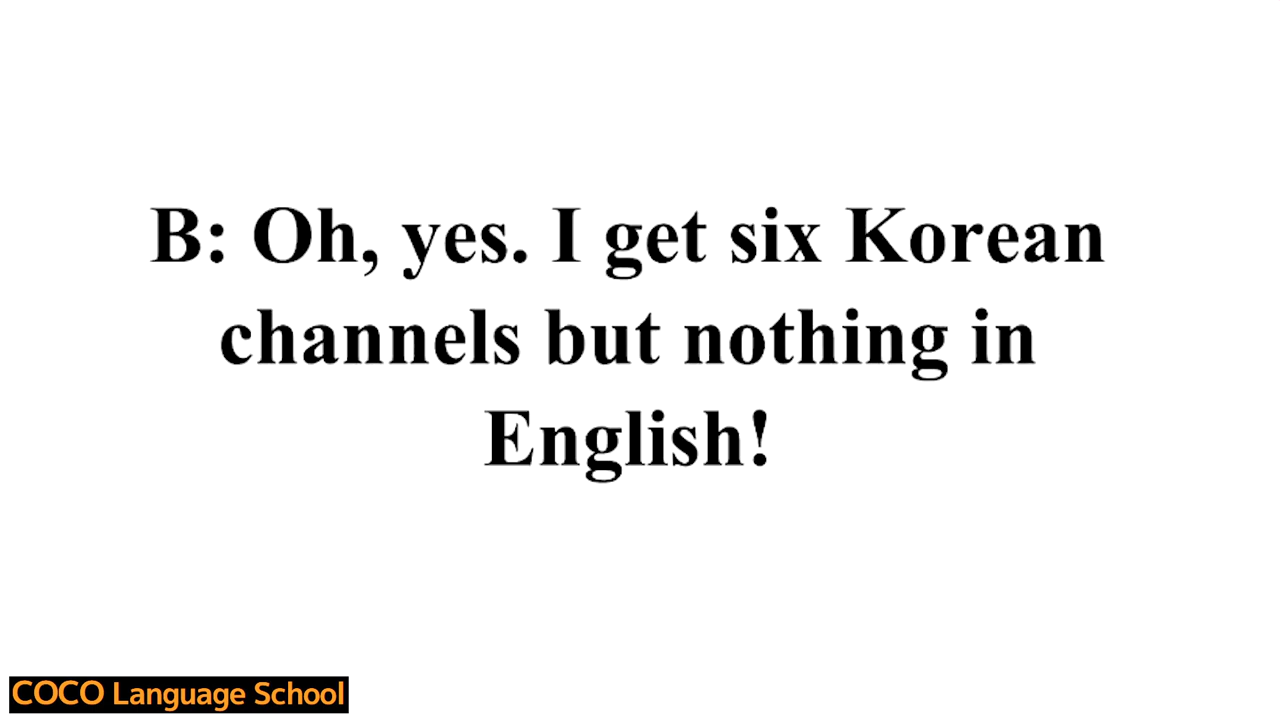 B: Oh, yes. I get six Korean
channels but nothing in
English!
COCO Language School